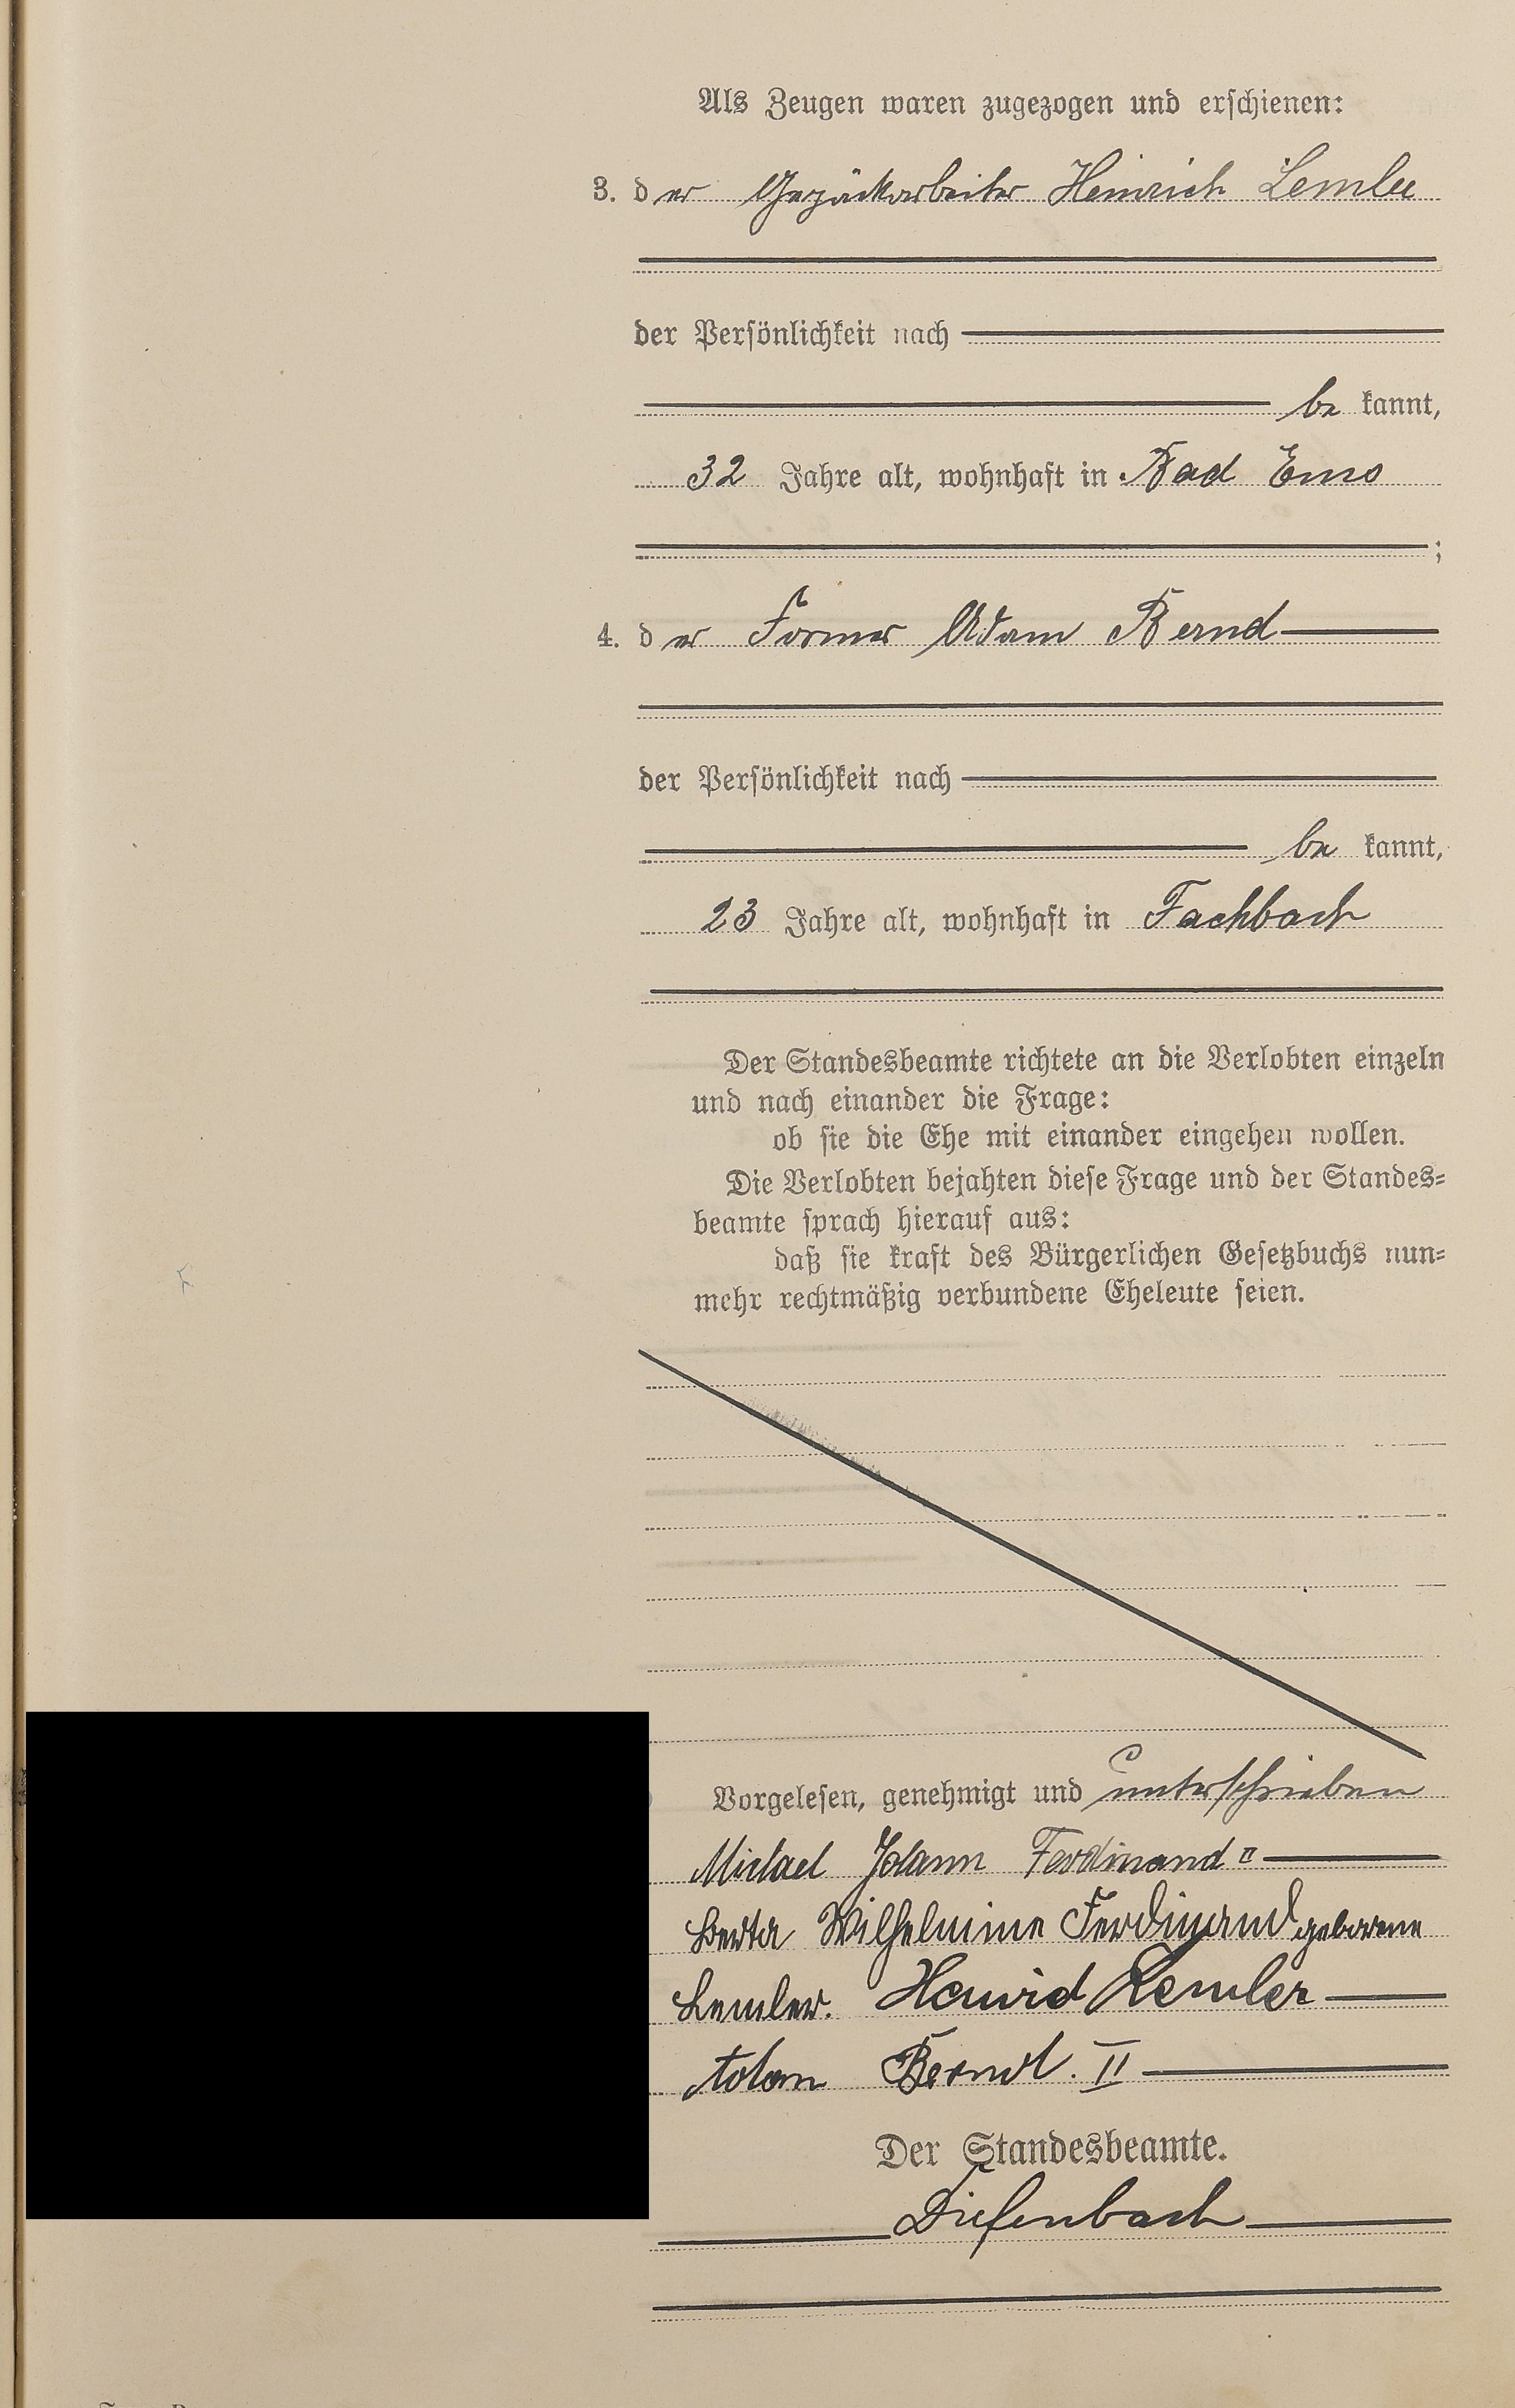 Als Zeugen waren zugezogen und erschienen:
3. der Gepäckarbeiter Heinrich Lemler
der Persönlichkeit nach
be kannt,
32 Jahre alt, wohnhaft in Bad Ems
;
4. der Former Adam Bernd
der Persönlichkeit nach
be kannt,
23 Jahre alt, wohnhaft in Fachbach
Der Standesbeamte richtete an die Verlobten einzeln
und nach einander die Frage:
ob sie die Ehe mit einander eingehen wollen.
Die Verlobten bejahten diese Frage und der Standes=
beamte sprach hierauf aus:
daß sie kraft des Bürgerlichen Gesetzbuchs nun=
mehr rechtmäßig verbundene Eheleute seien.
Vorgelesen, genehmigt und unterschrieben
Michael Johann Ferdinand II
Berta Wilhelmine Ferdinand geborene
Lemler. Heinrich Lemler
Adam Bernd. II
Der Standesbeamte.
Diefenbach